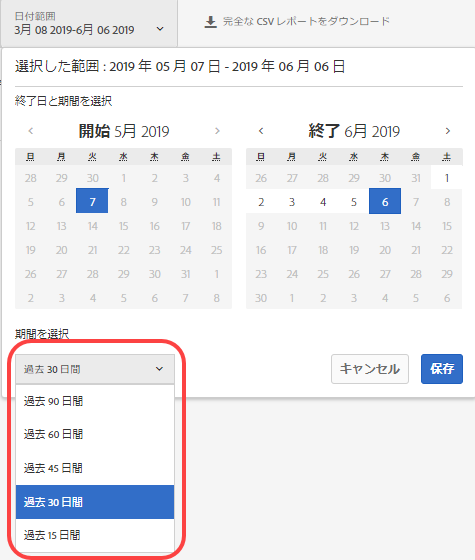 日付範囲
3月 08 2019-6月 06 2019
完全な CSV レポートをダウンロード
選択した範囲 : 2019 年 05 月 07 日 - 2019 年 06 月 06 日
終了日と期間を選択
開始 5月 2019
日 月 火 水 木 金 土
28 29 30 1 2 3 4
5 6 7 8 9 10 11
12 13 14 15 16 17 18
19 20 21 22 23 24 25
26 27 28 29 30 31 1
2 3 4 5 6 7 8
終了 6月 2019
日 月 火 水 木 金 土
26 27 28 29 30 31 1
2 3 4 5 6 7 8
9 10 11 12 13 14 15
16 17 18 19 20 21 22
23 24 25 26 27 28 29
30 1 2 3 4 5 6
期間を選択
過去 30 日間
キャンセル
保存
過去 90 日間
過去 60 日間
過去 45 日間
過去 30 日間
過去 15 日間